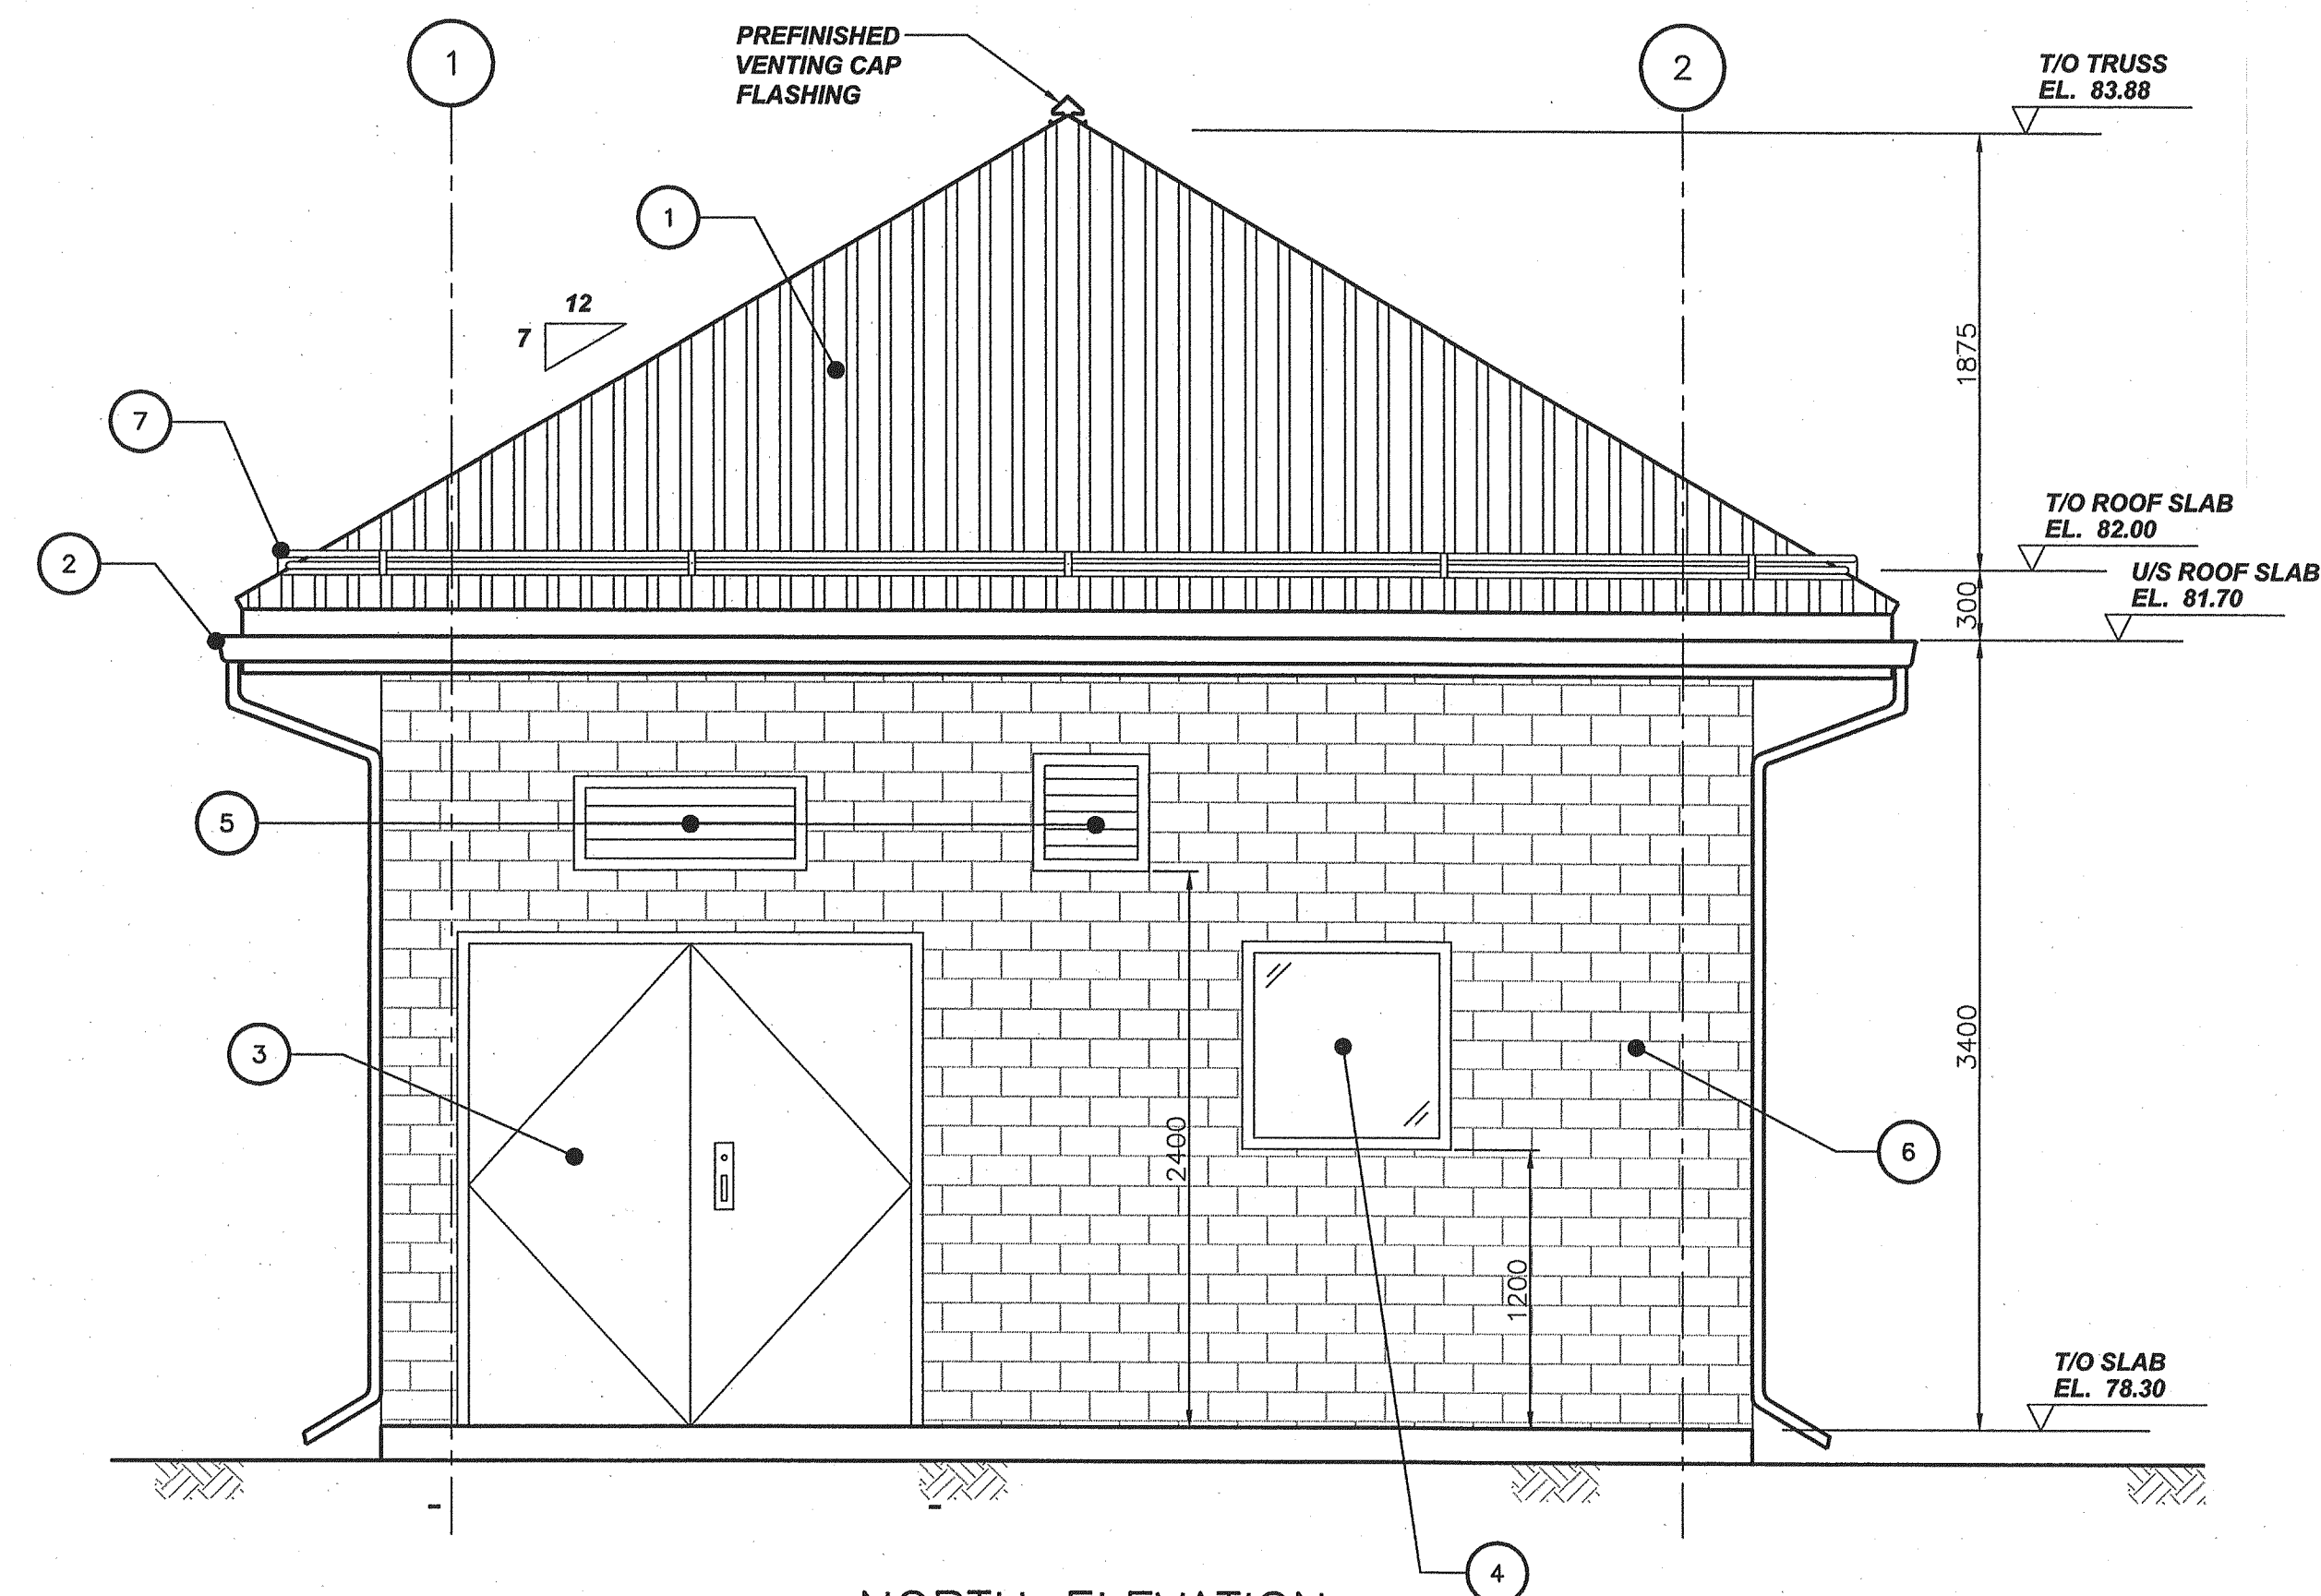 1
PREFINISHED
VENTING CAP
FLASHING
2
T/O TRUSS
EL. 83.88
1
12
7
1875
7
T/O ROOF SLAB
EL. 82.00
2
U/S ROOF SLAB
EL. 81.70
300
5
3
3400
2400
6
1200
T/O SLAB
EL. 78.30
4
NORTH ELEVATION